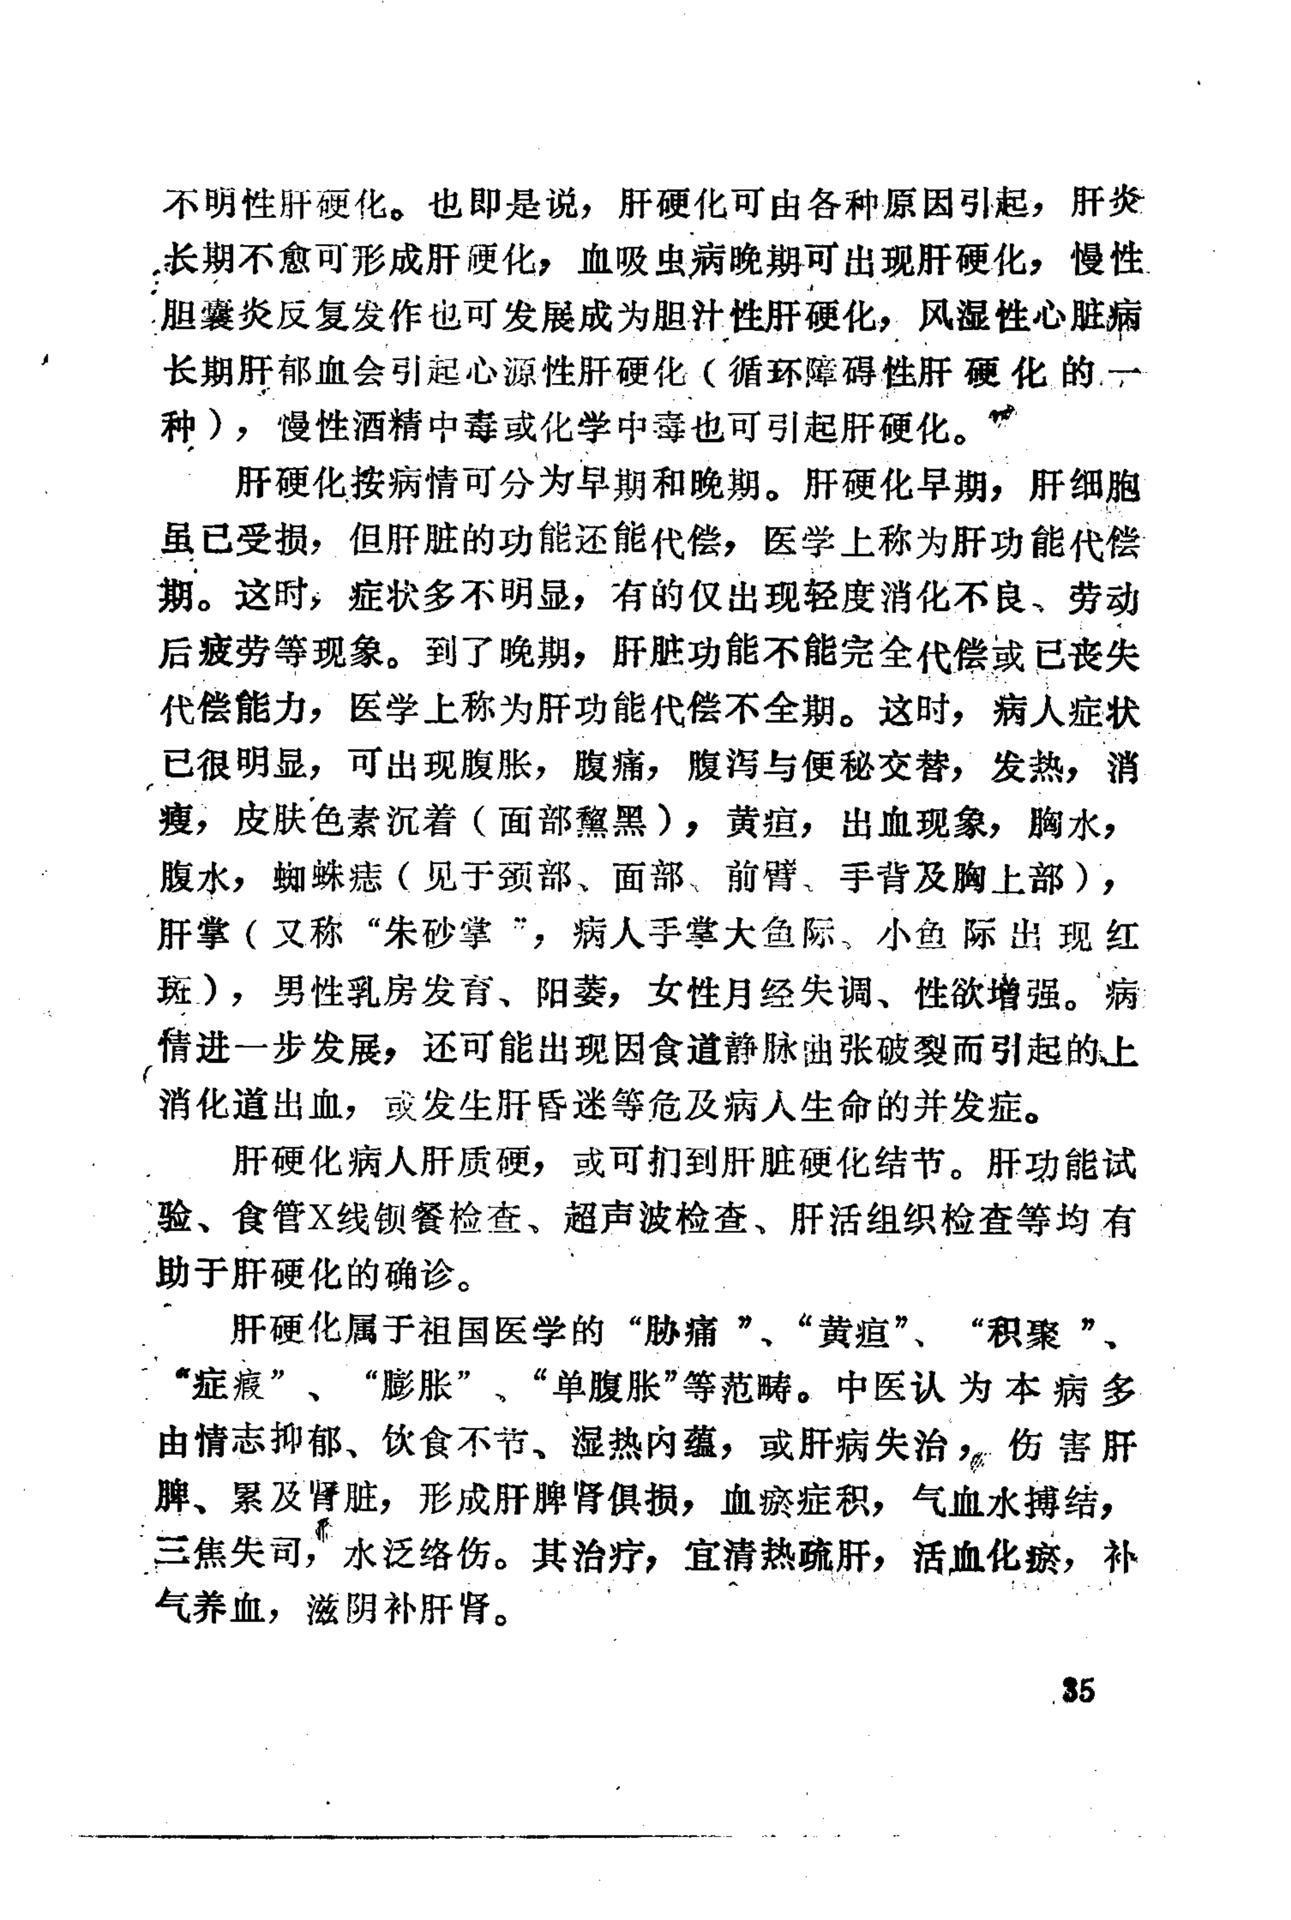 不明性肝硬化。也即是说，肝硬化可由各种原因引起，肝炎
长期不愈可形成肝硬化，血吸虫病晚期可出现肝硬化，慢性
胆囊炎反复发作也可发展成为胆汁性肝硬化，风湿性心脏病
长期肝郁血会引起心源性肝硬化（循环障碍性肝硬化的一
种），慢性酒精中毒或化学中毒也可引起肝硬化。
肝硬化按病情可分为早期和晚期。肝硬化早期，肝细胞
虽已受损，但肝脏的功能还能代偿，医学上称为肝功能代偿
期。这时，症状多不明显，有的仅出现轻度消化不良、劳动
后疲劳等现象。到了晚期，肝脏功能不能完全代偿或已丧失
代偿能力，医学上称为肝功能代偿不全期。这时，病人症状
已很明显，可出现腹胀，腹痛，腹泻与便秘交替，发热，消
瘦，皮肤色素沉着（面部黧黑），黄疸，出血现象，胸水，
腹水，蜘蛛痣（见于颈部、面部、前臂、手背及胸上部），
肝掌（又称“朱砂掌”，病人手掌大鱼际、小鱼际出现红
斑），男性乳房发育、阳萎，女性月经失调、性欲增强。病
情进一步发展，还可能出现因食道静脉曲张破裂而引起的上
消化道出血，或发生肝昏迷等危及病人生命的并发症。
肝硬化病人肝质硬，或可扪到肝脏硬化结节。肝功能试
验、食管X线钡餐检查、超声波检查、肝活组织检查等均有
助于肝硬化的确诊。
肝硬化属于祖国医学的“胁痛”、“黄疸”、“积聚”、
“症瘕”、“膨胀”、“单腹胀”等范畴。中医认为本病多
由情志抑郁、饮食不节、湿热内蕴，或肝病失治，伤害肝
脾、累及肾脏，形成肝脾肾俱损，血瘀症积，气血水搏结，
三焦失司，水泛络伤。其治疗，宜清热疏肝，活血化瘀，补
气养血，滋阴补肝肾。
35